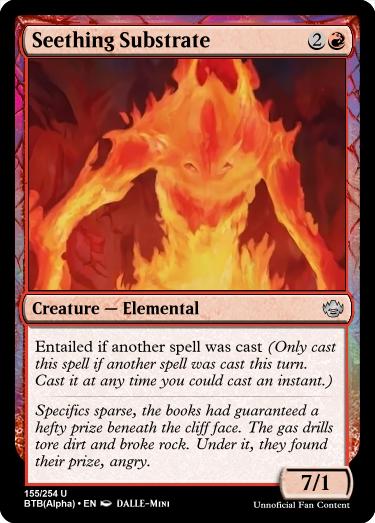 Seething Substrate 2
Creature — Elemental
Entailed if another spell was cast (Only cast
this spell if another spell was cast this turn.
Cast it at any time you could cast an instant.)
Specifics sparse, the books had guaranteed a
hefty prize beneath the cliff face. The gas drills
tore dirt and broke rock. Under it, they found
their prize, angry.
7/1
155/254 U
BTB(Alpha) • EN DALLE-Mini
Unofficial Fan Content